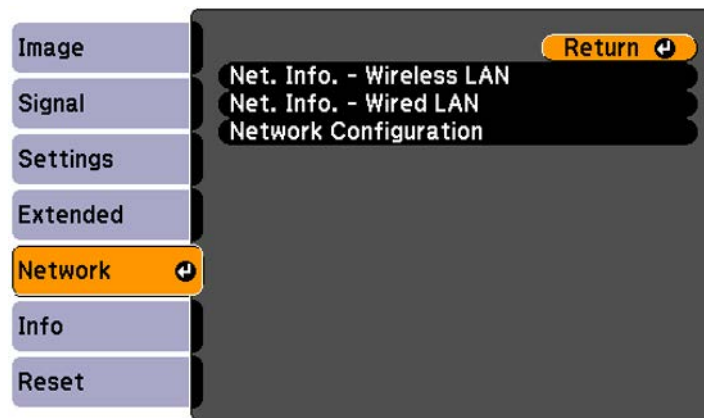 Image
Signal
Settings
Extended
Network
Info
Reset
Return
Net. Info. - Wireless LAN
Net. Info. - Wired LAN
Network Configuration